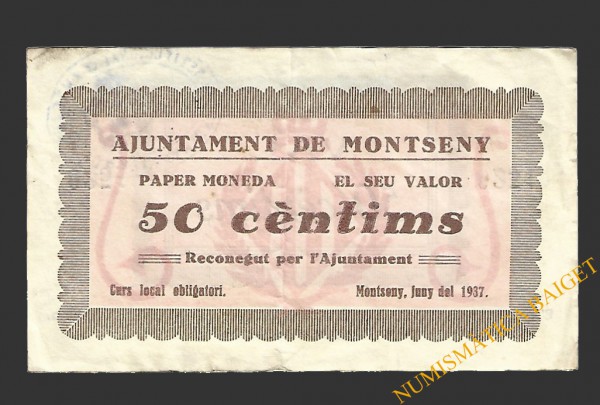 AJUNTAMENT DE MONTSENY
PAPER MONEDA EL SEU VALOR
50 cèntims
Reconegut per l'Ajuntament
Curs local obligatori. Montseny, juny del 1937.
NUMISMÀTICA BAIGET